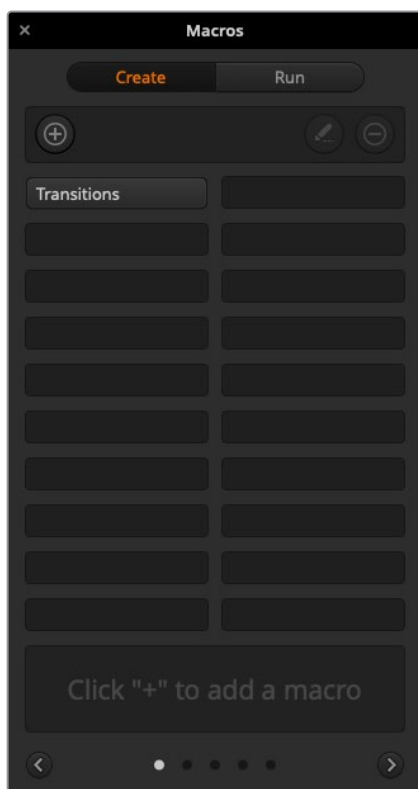 Macros
Create
Run
Transitions
Click "+" to add a macro